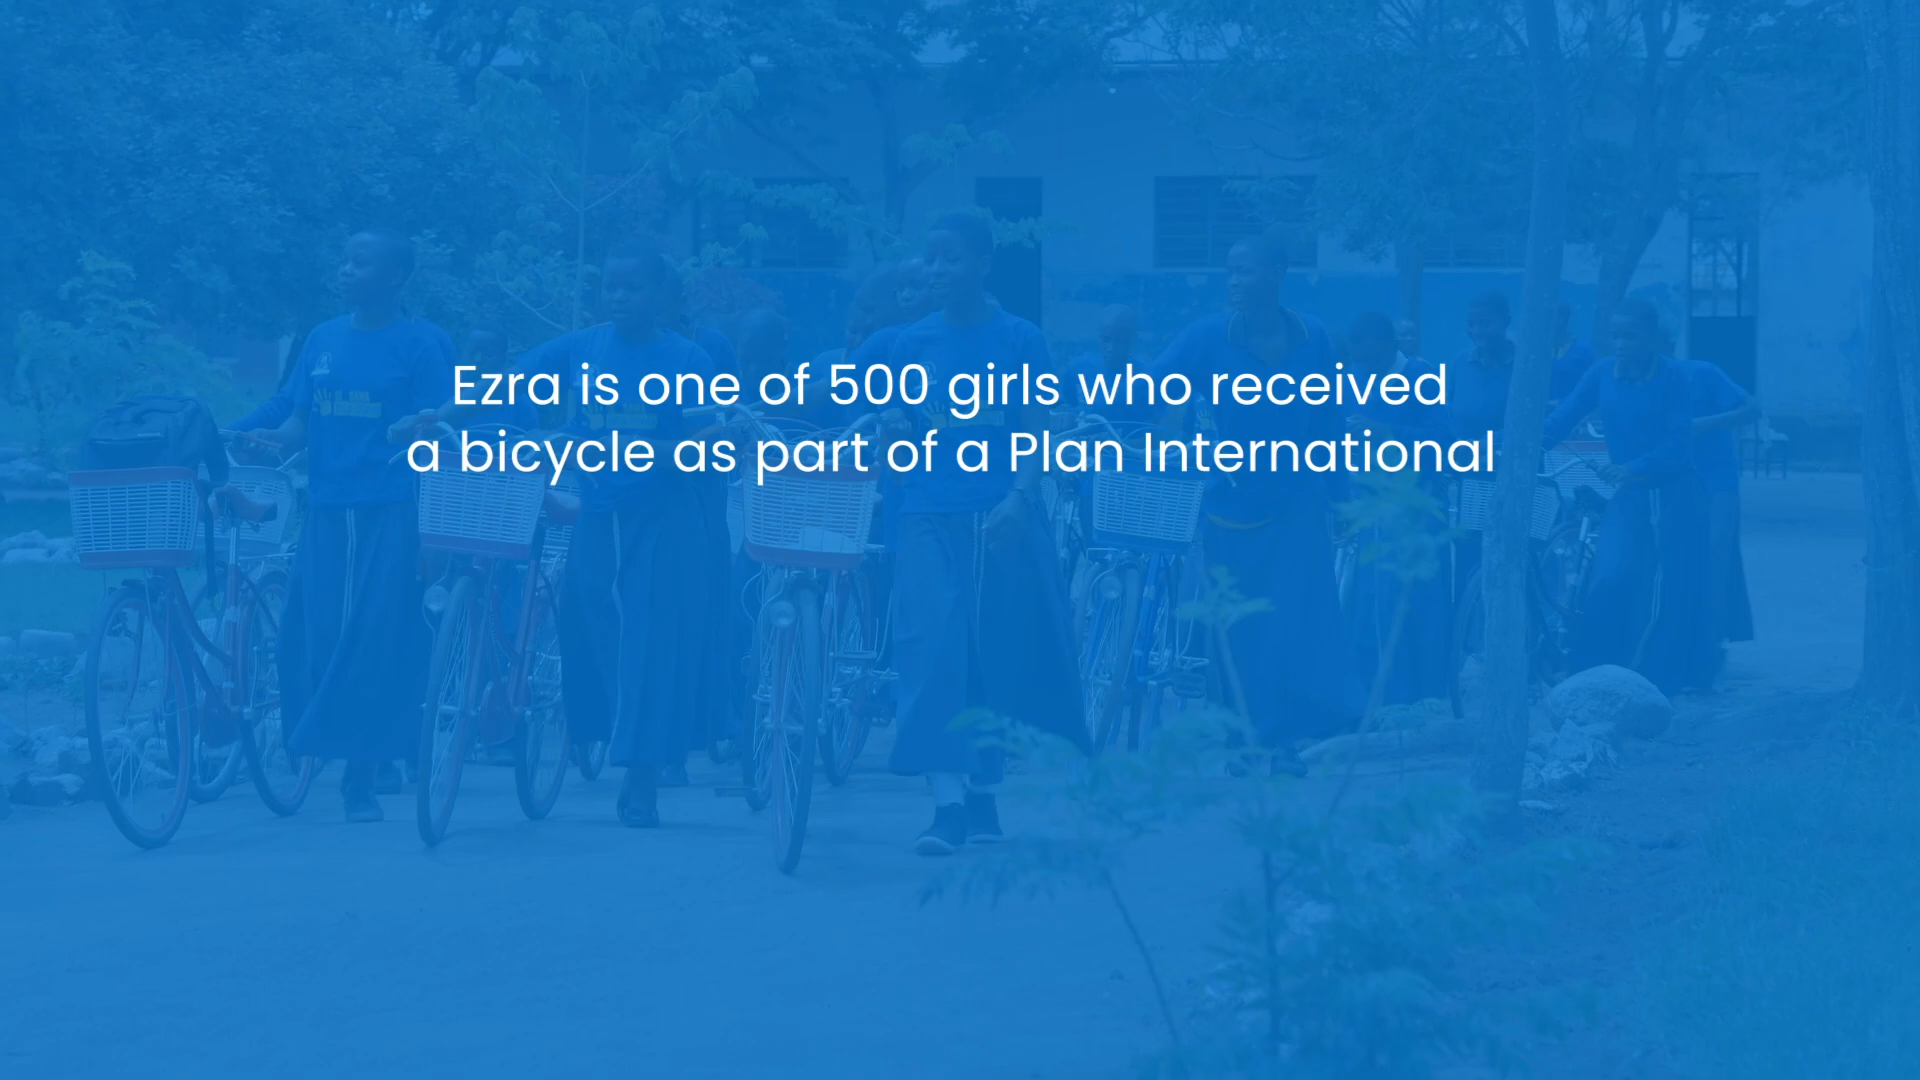 Ezra is one of 500 girls who received
a bicycle as part of a Plan International